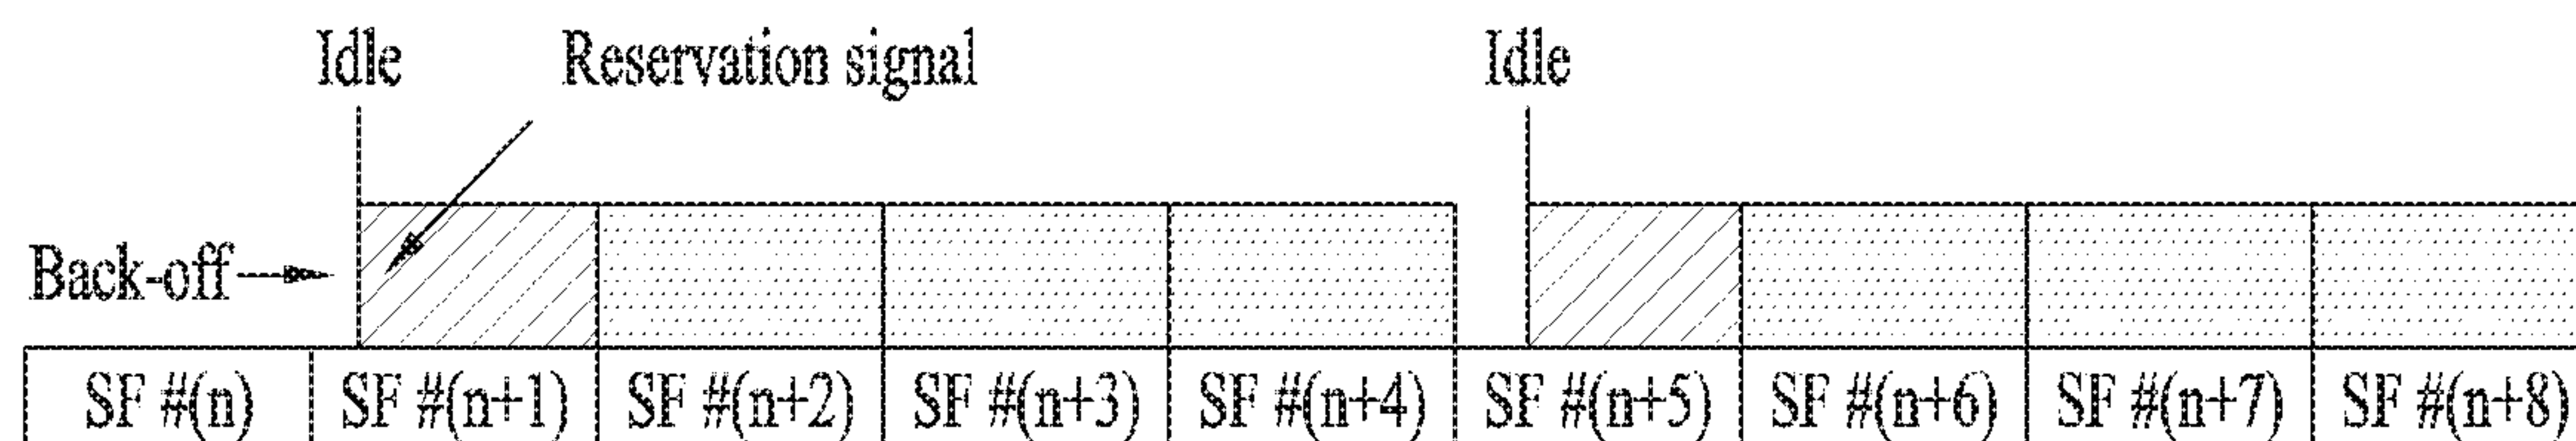 Idle Reservation signal Idle
Back-off
SF #(n) SF #(n+1) SF #(n+2) SF #(n+3) SF #(n+4) SF #(n+5) SF #(n+6) SF #(n+7) SF #(n+8)